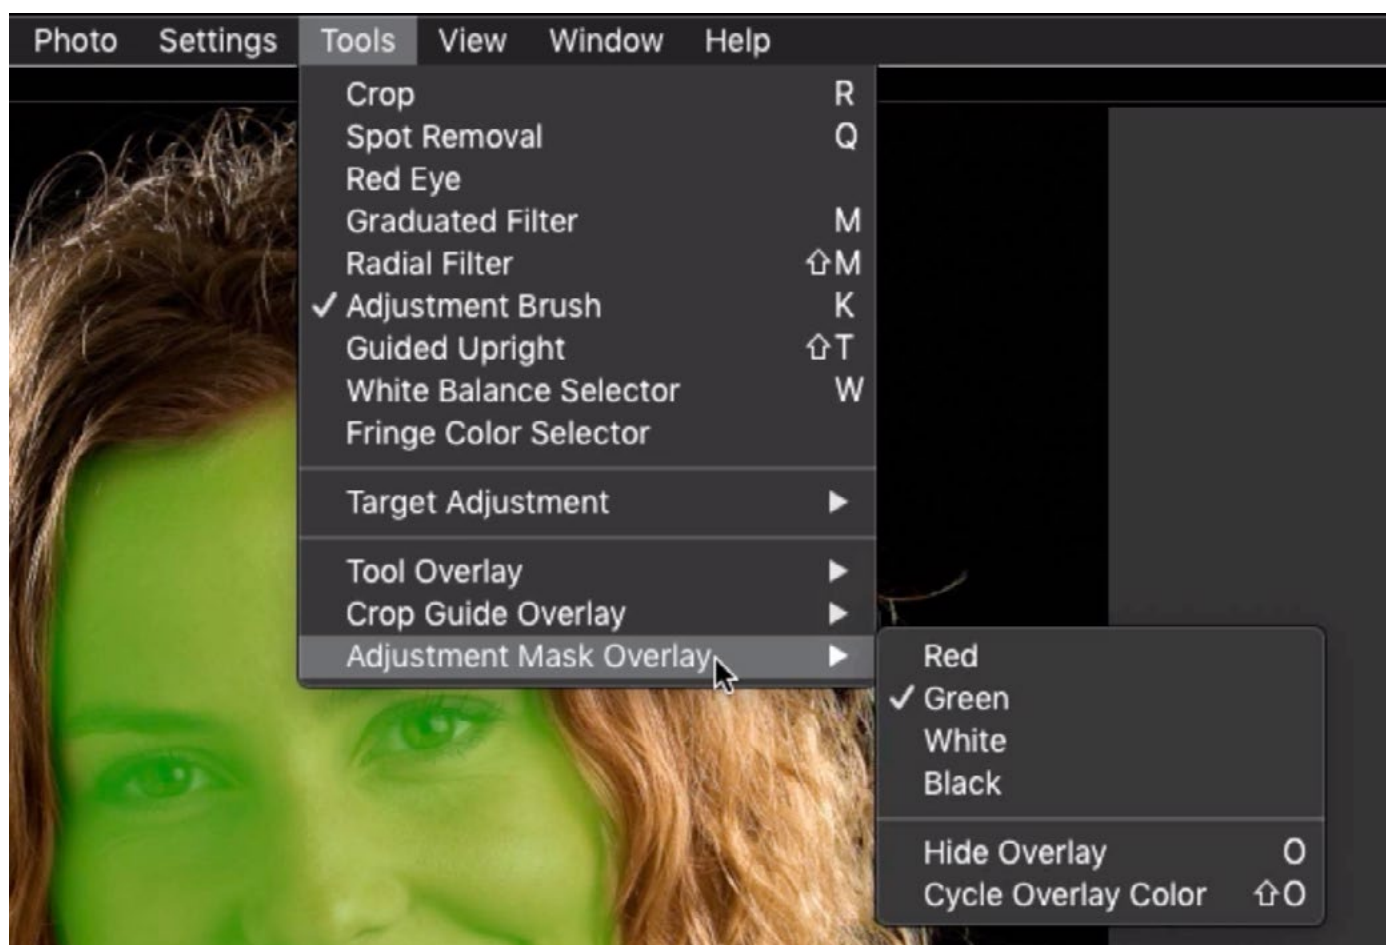 Photo Settings Tools View Window Help
Crop R
Spot Removal Q
Red Eye
Graduated Filter M
Radial Filter ⇧M
✓ Adjustment Brush K
Guided Upright ⇧T
White Balance Selector W
Fringe Color Selector
Target Adjustment ▶
Tool Overlay ▶
Crop Guide Overlay ▶
Adjustment Mask Overlay ▶
Red
✓ Green
White
Black
Hide Overlay O
Cycle Overlay Color ⇧O